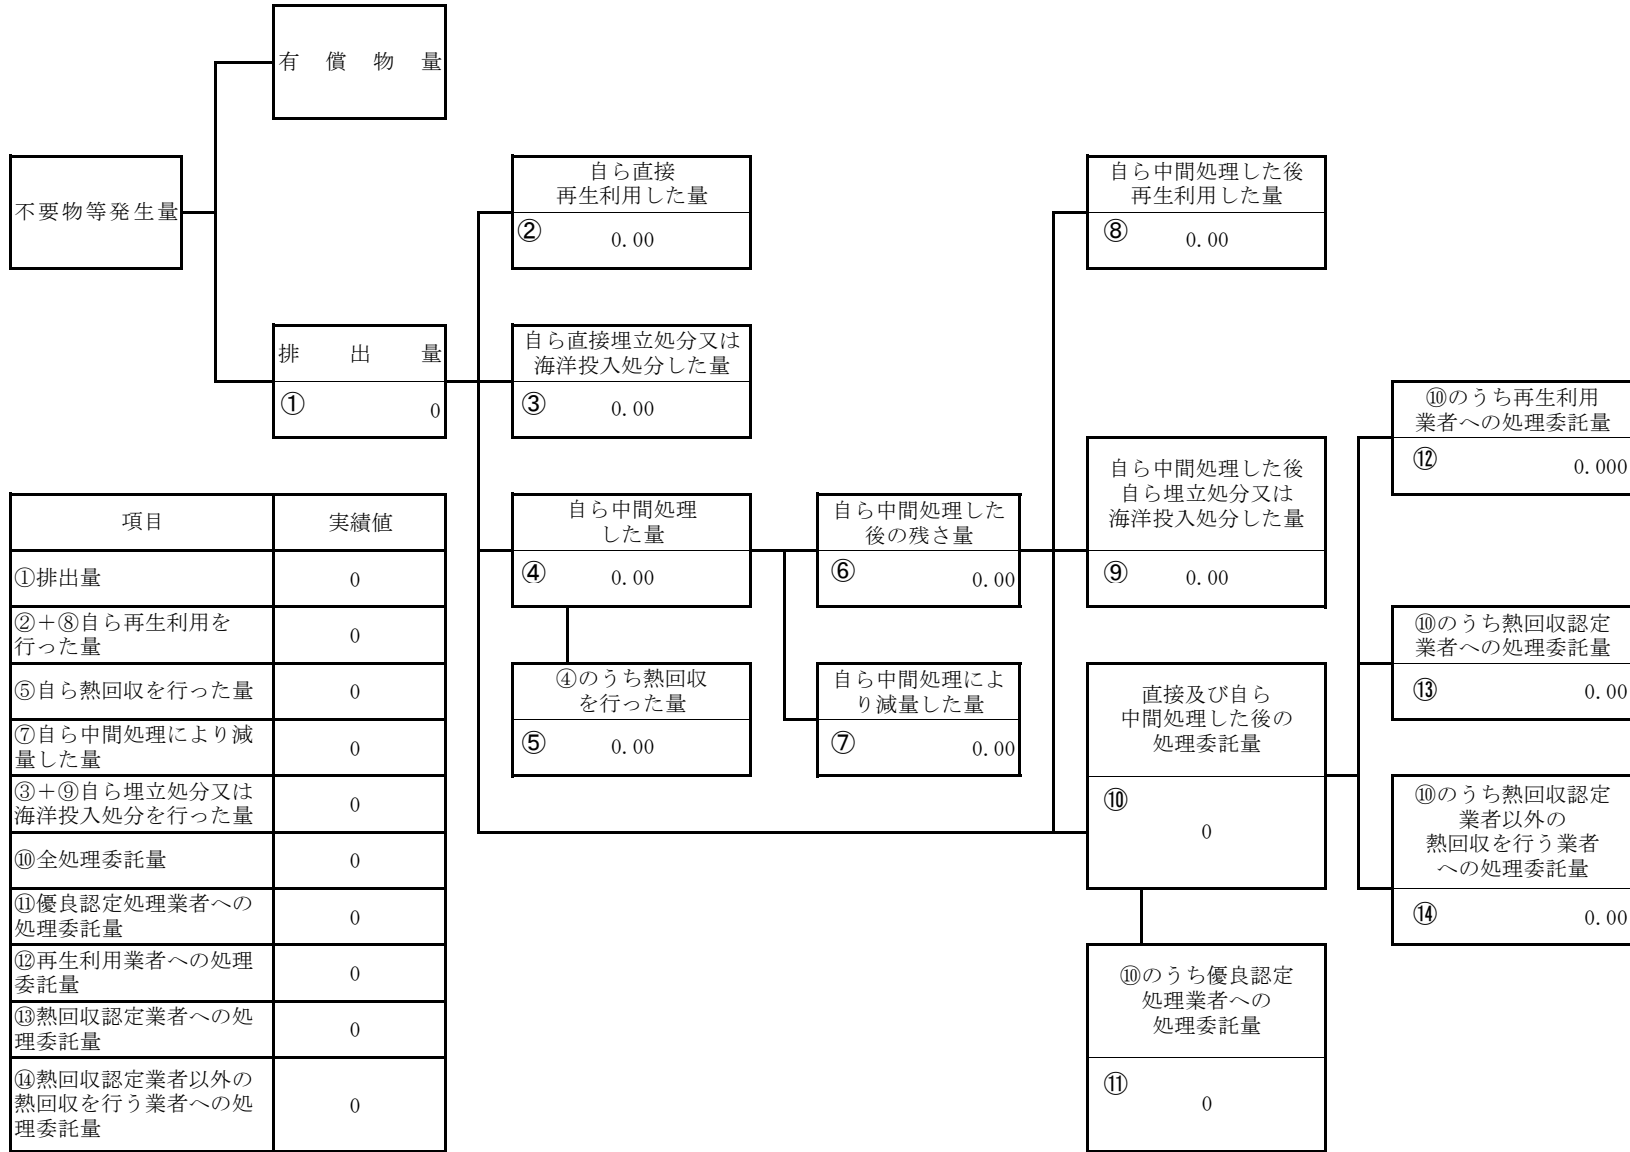 有償物量
不要物等発生量
自ら直接
再生利用した量
② 0.00
自ら中間処理した後
再生利用した量
⑧ 0.00
排出量
① 0
自ら直接埋立処分又は
海洋投入処分した量
③ 0.00
⑩のうち再生利用
業者への処理委託量
⑫ 0.000
自ら中間処理した後
自ら埋立処分又は
海洋投入処分した量
⑨ 0.00
自ら中間処理
した量
④ 0.00
自ら中間処理した
後の残さ量
⑥ 0.00
④のうち熱回収
を行った量
⑤ 0.00
自ら中間処理によ
り減量した量
⑦ 0.00
直接及び自ら
中間処理した後の
処理委託量
⑩
0
⑩のうち熱回収認定
業者への処理委託量
⑬ 0.00
⑩のうち熱回収認定
業者以外の
熱回収を行う業者
への処理委託量
⑭ 0.00
⑩のうち優良認定
処理業者への
処理委託量
⑪
0
項目 実績値
①排出量 0
②＋⑧自ら再生利用を
行った量 0
⑤自ら熱回収を行った量 0
⑦自ら中間処理により減
量した量 0
③＋⑨自ら埋立処分又は
海洋投入処分を行った量 0
⑩全処理委託量 0
⑪優良認定処理業者への
処理委託量 0
⑫再生利用業者への処理
委託量 0
⑬熱回収認定業者への処
理委託量 0
⑭熱回収認定業者以外の
熱回収を行う業者への処
理委託量 0